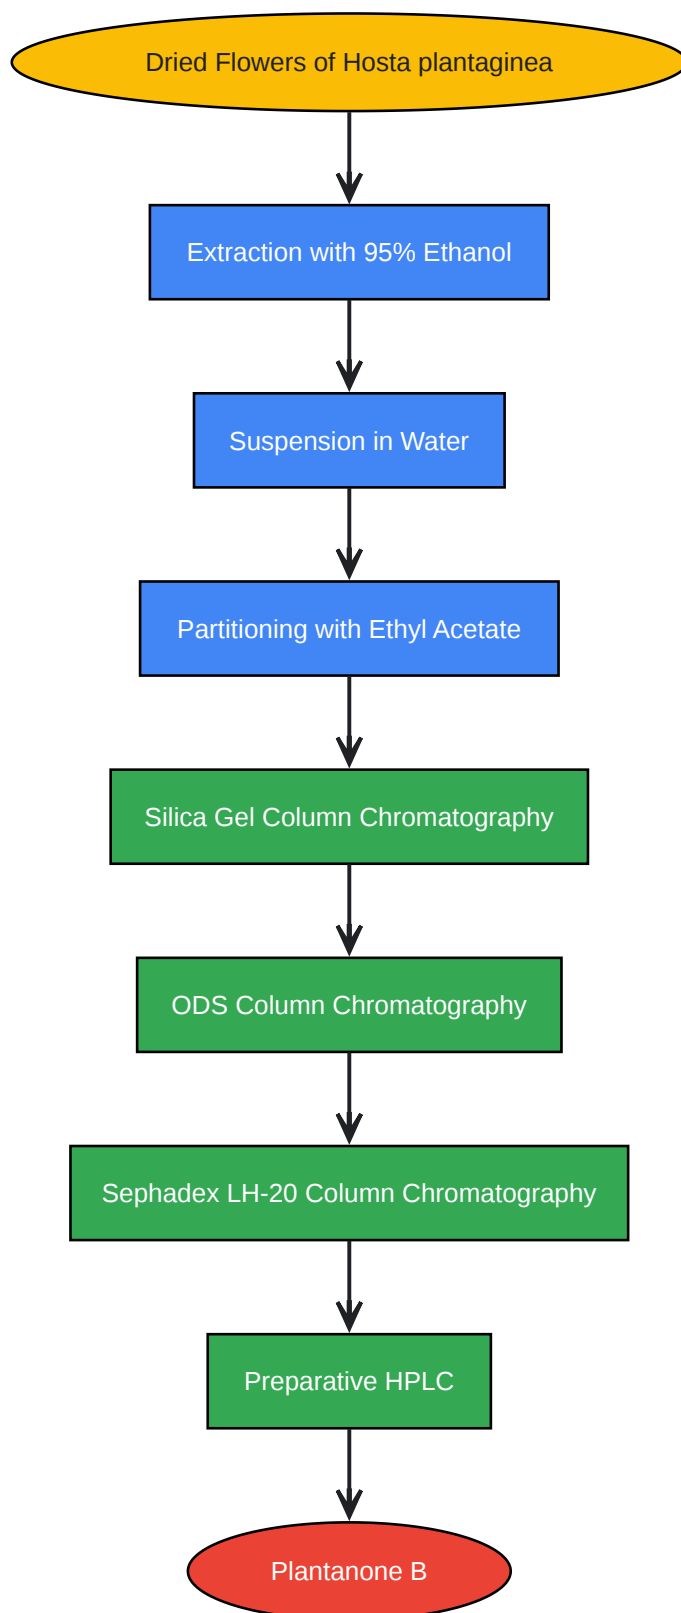 Dried Flowers of Hosta plantaginea
Extraction with 95% Ethanol
Suspension in Water
Partitioning with Ethyl Acetate
Silica Gel Column Chromatography
ODS Column Chromatography
Sephadex LH-20 Column Chromatography
Preparative HPLC
Plantanone B